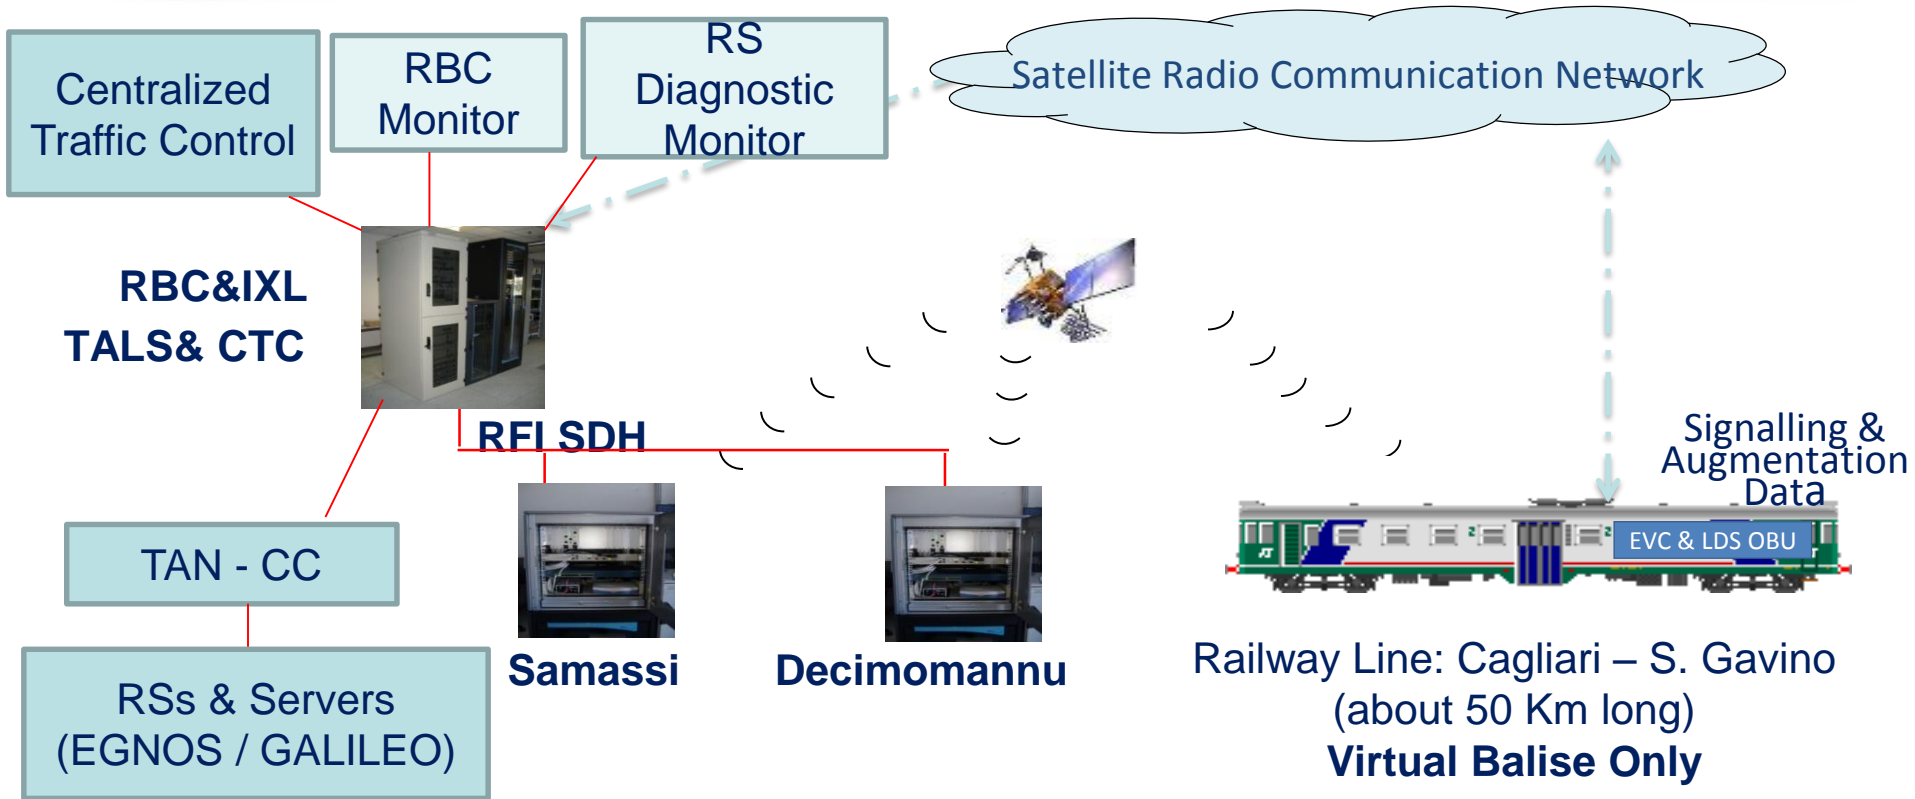 Centralized
Traffic Control
RBC
Monitor
RS
Diagnostic
Monitor
Satellite Radio Communication Network
RBC&IXL
TALS& CTC
RFI SDH
Signalling &
Augmentation
Data
EVC & LDS OBU
TAN - CC
RSs & Servers
(EGNOS / GALILEO)
Samassi
Decimomannu
Railway Line: Cagliari – S. Gavino
(about 50 Km long)
Virtual Balise Only